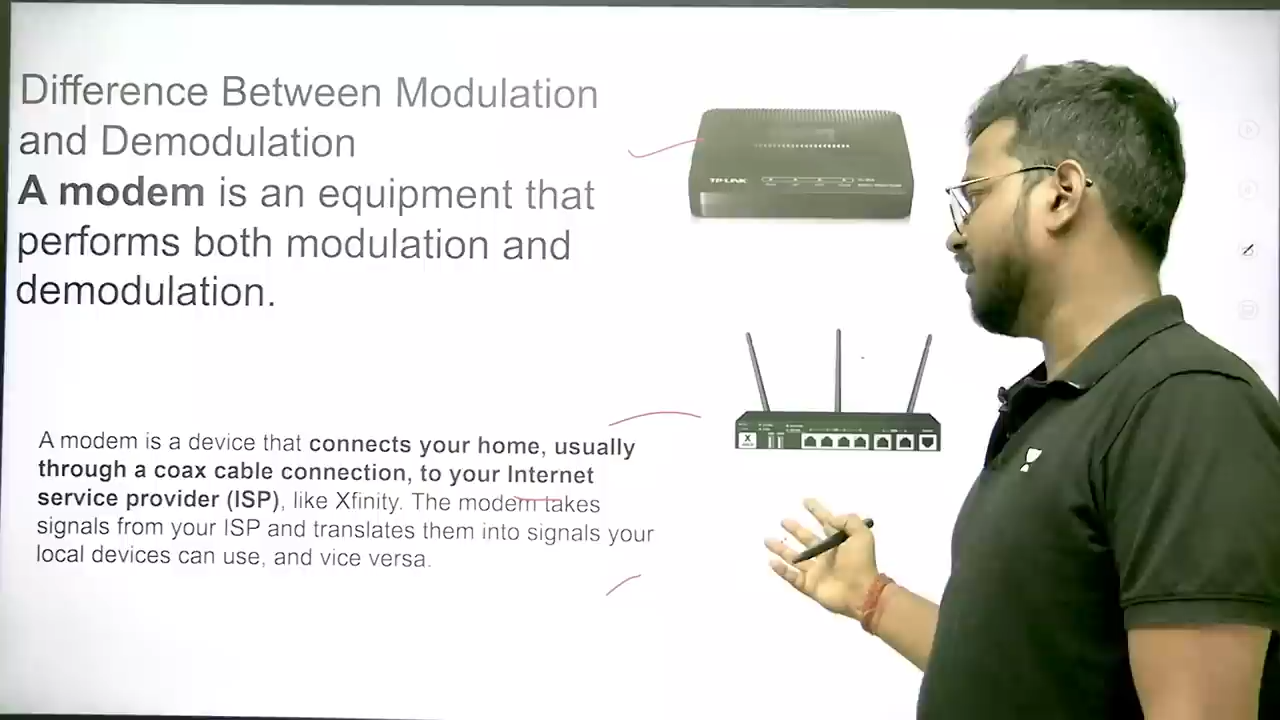 Difference Between Modulation
and Demodulation
A modem is an equipment that
performs both modulation and
demodulation.
TP-LINK
A modem is a device that connects your home, usually
through a coax cable connection, to your Internet
service provider (ISP), like Xfinity. The modem takes
signals from your ISP and translates them into signals your
local devices can use, and vice versa.
X